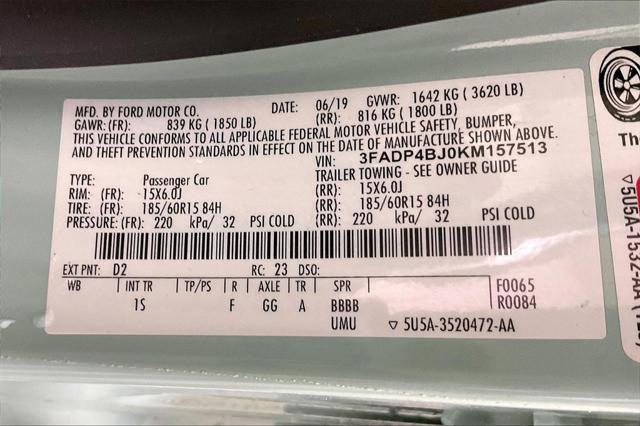 MFD. BY FORD MOTOR CO. DATE: 06/19 GVWR: 1642 KG ( 3620 LB)
GAWR: (FR): 839 KG ( 1850 LB) (RR): 816 KG ( 1800 LB)
THIS VEHICLE CONFORMS TO ALL APPLICABLE FEDERAL MOTOR VEHICLE SAFETY, BUMPER,
AND THEFT PREVENTION STANDARDS IN EFFECT ON THE DATE OF MANUFACTURE SHOWN ABOVE.
VIN: 3FADP4BJ0KM157513
TYPE: Passenger Car TRAILER TOWING - SEE OWNER GUIDE
RIM: (FR): 15X6.0J (RR): 15X6.0J
TIRE: (FR): 185/60R15 84H (RR): 185/60R15 84H
PRESSURE: (FR): 220 kPa/ 32 PSI COLD (RR): 220 kPa/ 32 PSI COLD
EXT PNT: D2 RC: 23 DSO:
WB INT TR TP/PS R AXLE TR SPR F0065
1S F GG A BBBB R0084
UMU 5U5A-3520472-AA
Th
5U5A-1532-AA